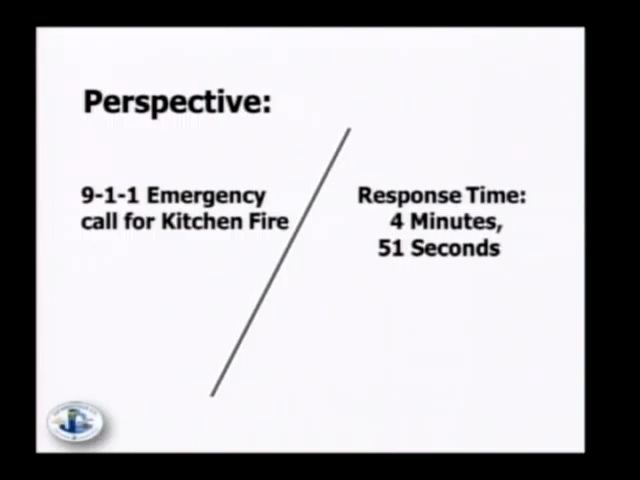 Perspective:
9-1-1 Emergency
call for Kitchen Fire
Response Time:
4 Minutes,
51 Seconds